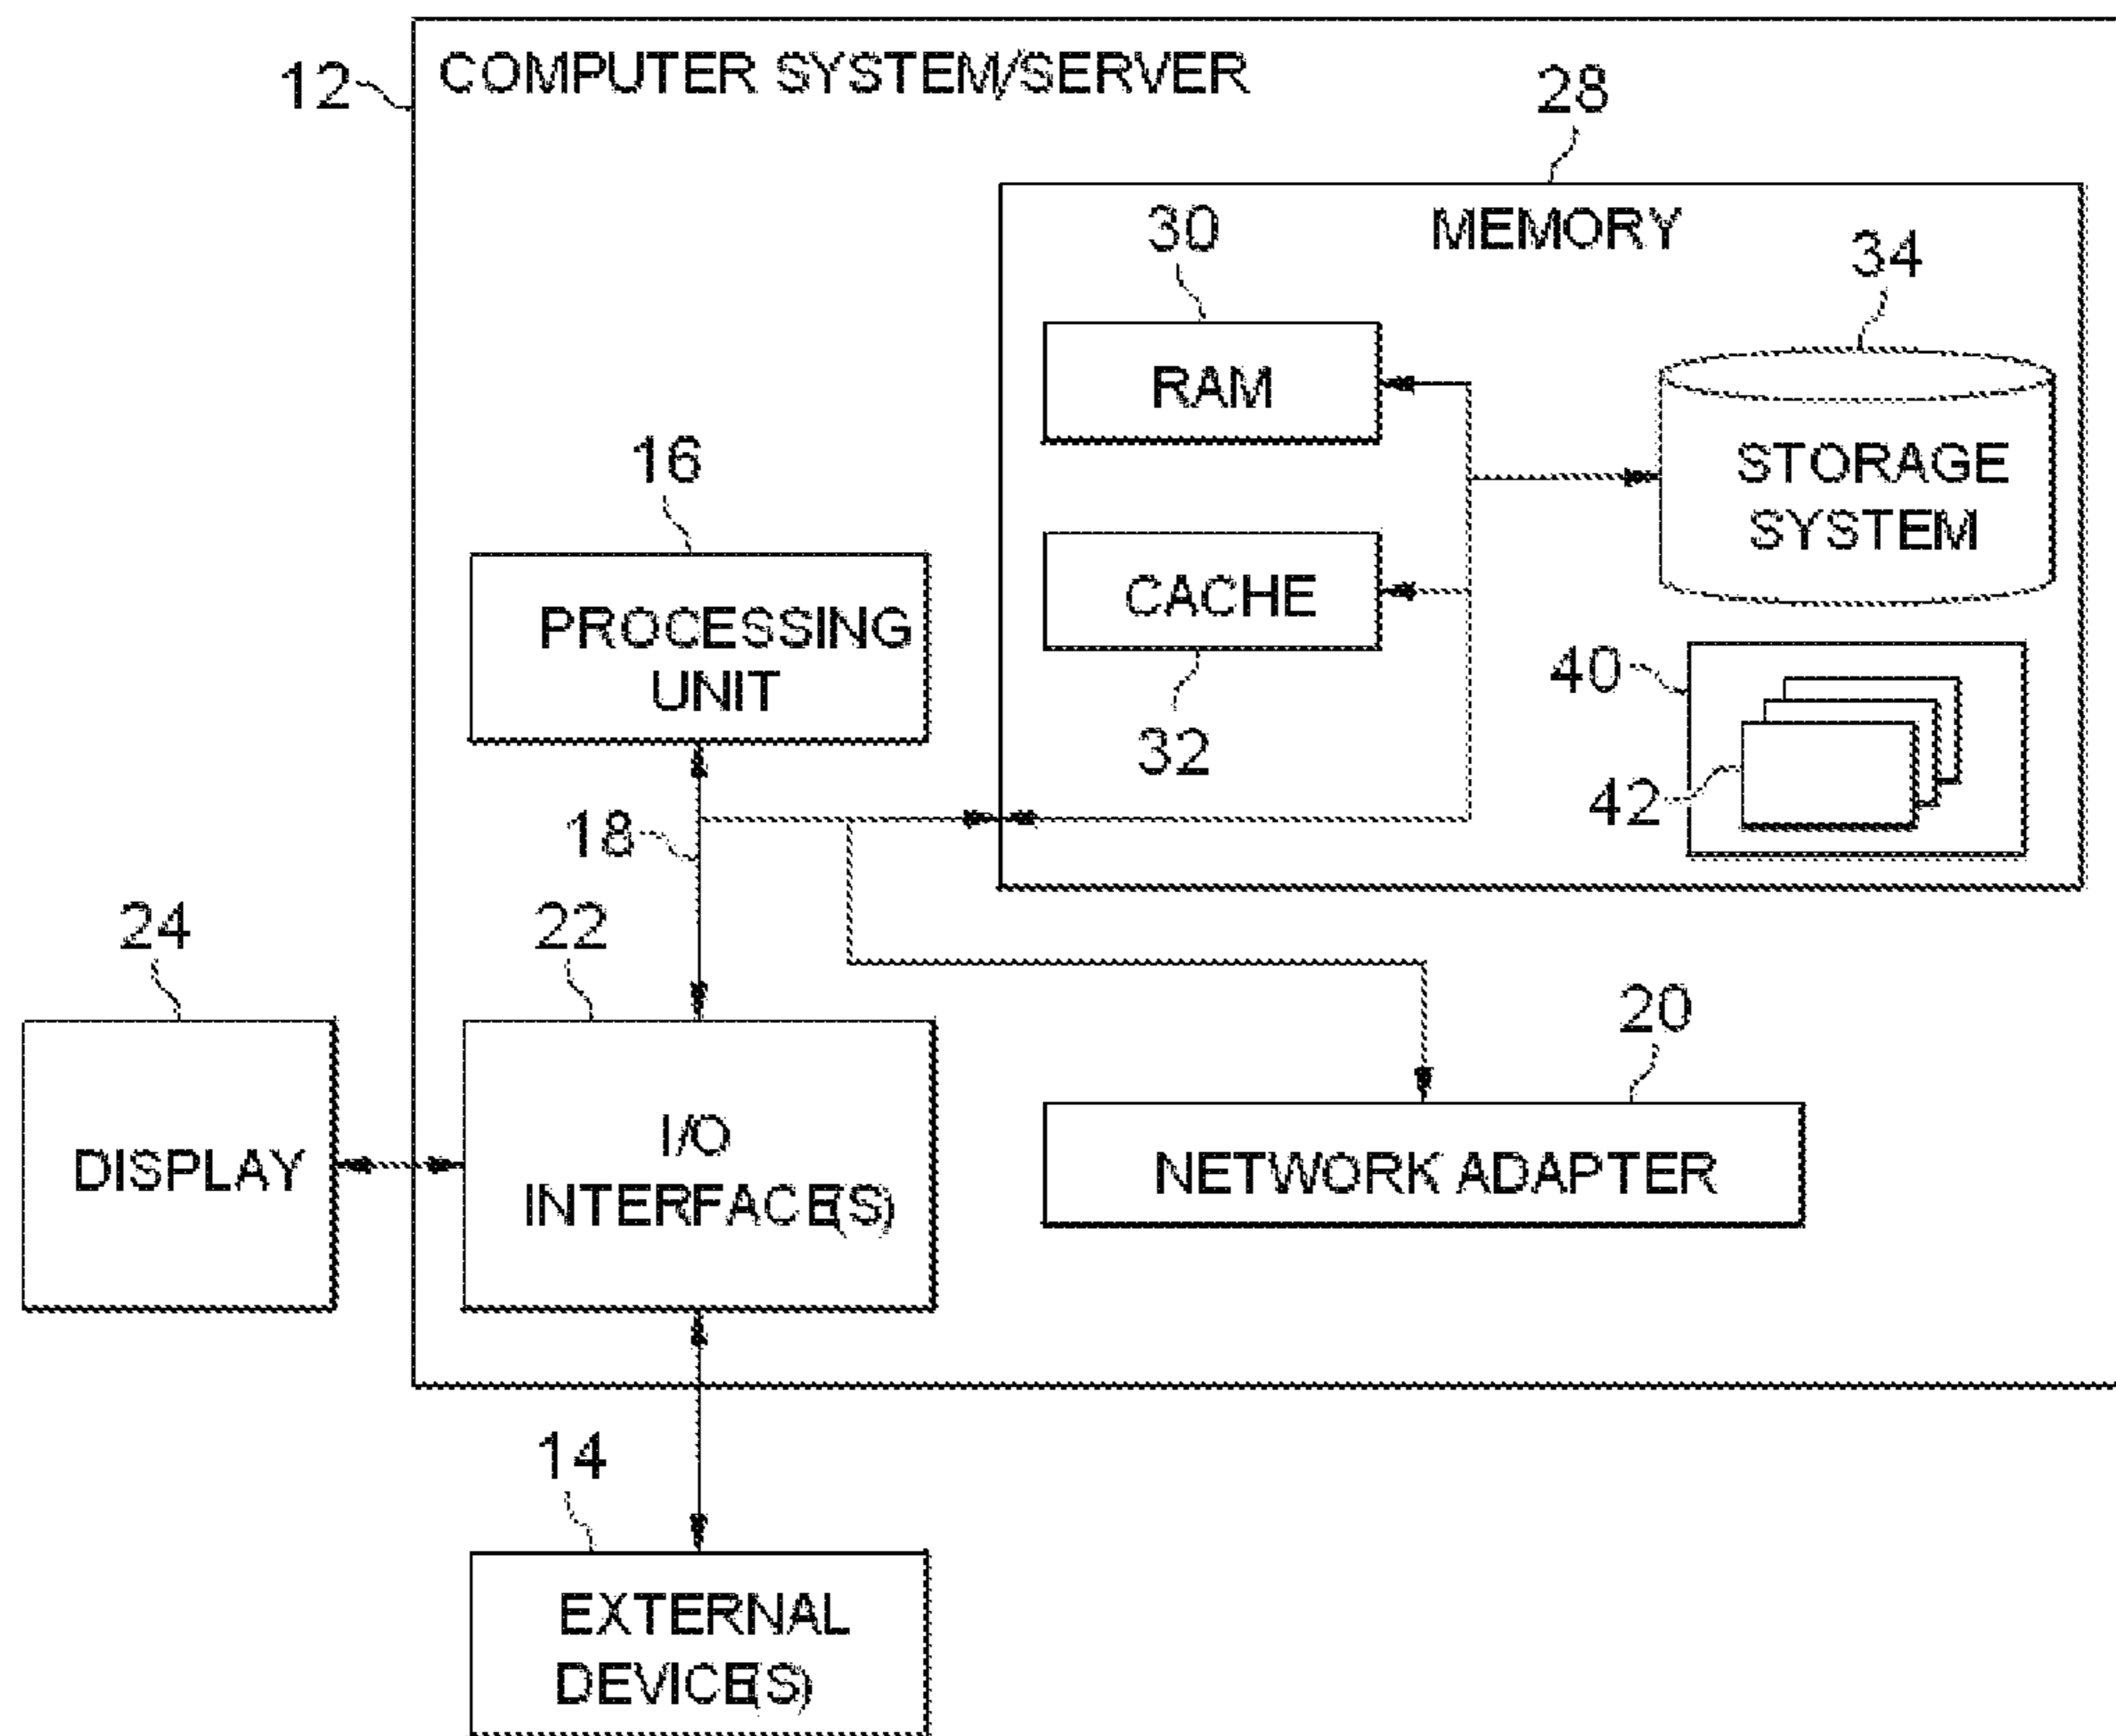 12
COMPUTER SYSTEM/SERVER
28
MEMORY
30
34
RAM
STORAGE
SYSTEM
16
PROCESSING
UNIT
CACHE
32
40
42
18
24
22
20
DISPLAY
I/O
INTERFACE(S)
NETWORK ADAPTER
14
EXTERNAL
DEVICE(S)